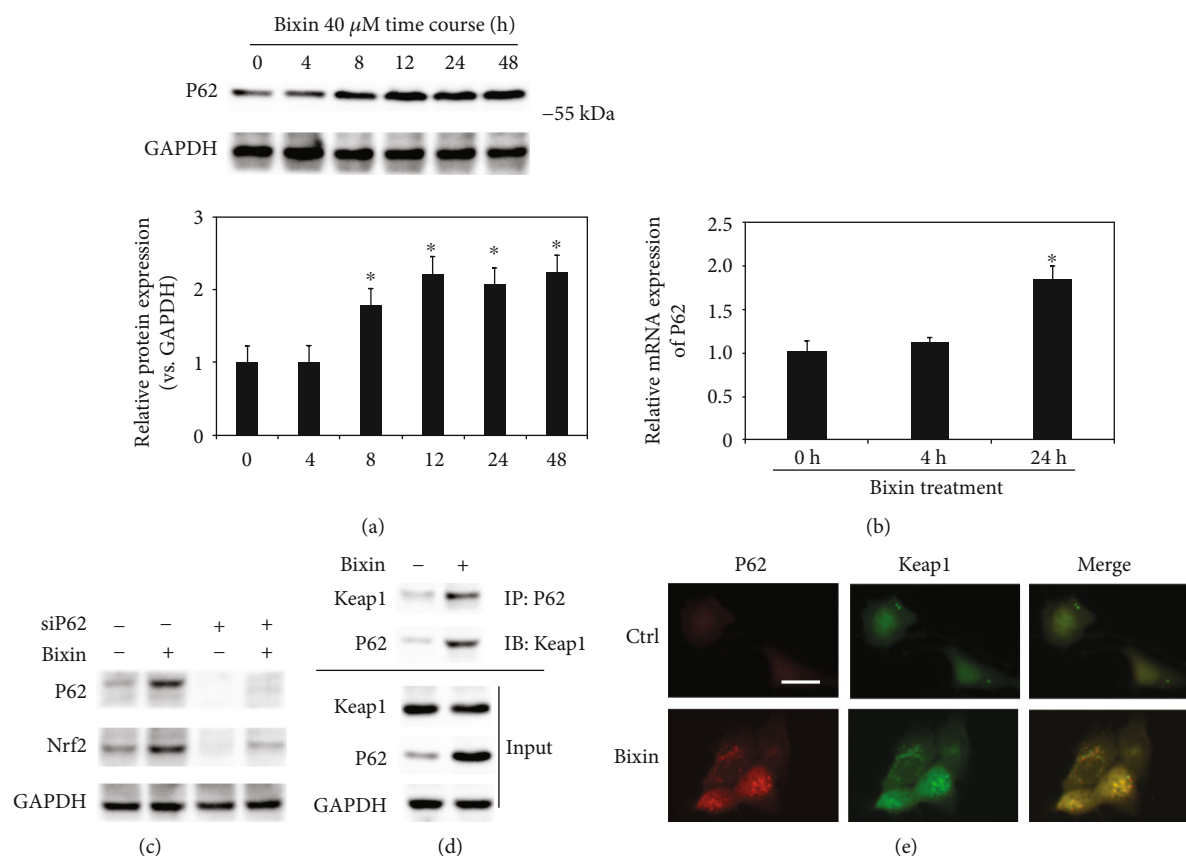 Bixin 40 μM time course (h)
0 4 8 12 24 48
P62
−55 kDa
GAPDH
Relative protein expression
(vs. GAPDH)
3
2
1
0
* * * *
0 4 8 12 24 48
(a)
Relative mRNA expression
of P62
2.5
2.0
1.5
1.0
0.5
0
*
0 h 4 h 24 h
Bixin treatment
(b)
siP62 − − + +
Bixin − + − +
P62
Nrf2
GAPDH
(c)
Bixin − +
Keap1 IP: P62
P62 IB: Keap1
Keap1
P62 Input
GAPDH
(d)
P62 Keap1 Merge
Ctrl
Bixin
(e)